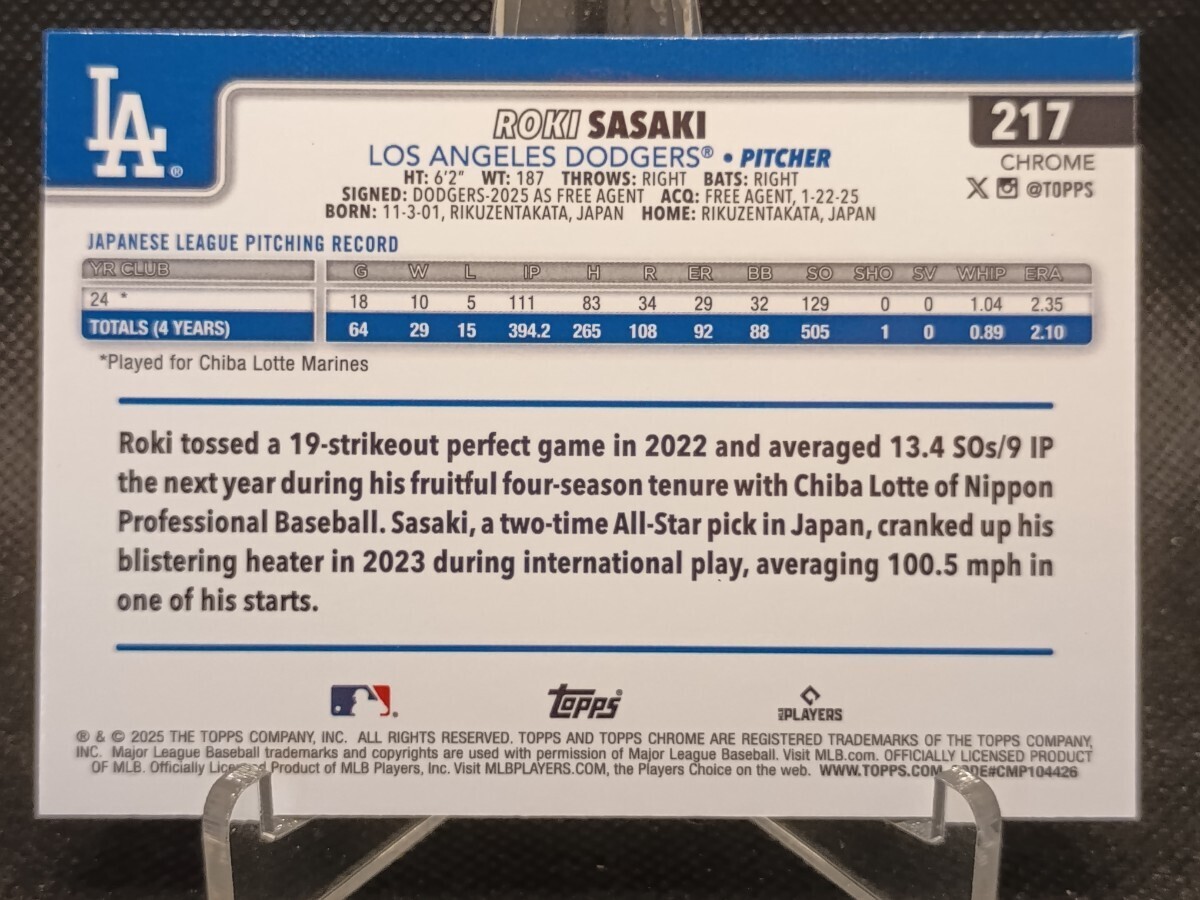 LA®
ROKI SASAKI
217
LOS ANGELES DODGERS® • PITCHER
CHROME
HT: 6'2" WT: 187 THROWS: RIGHT BATS: RIGHT
@TOPPS
SIGNED: DODGERS-2025 AS FREE AGENT ACQ: FREE AGENT, 1-22-25
BORN: 11-3-01, RIKUZENTAKATA, JAPAN HOME: RIKUZENTAKATA, JAPAN
JAPANESE LEAGUE PITCHING RECORD
YR CLUB G W L IP H R ER BB SO SHO SV WHIP ERA
24 * 18 10 5 111 83 34 29 32 129 0 0 1.04 2.35
TOTALS (4 YEARS) 64 29 15 394.2 265 108 92 88 505 1 0 0.89 2.10
*Played for Chiba Lotte Marines
Roki tossed a 19-strikeout perfect game in 2022 and averaged 13.4 SOs/9 IP
the next year during his fruitful four-season tenure with Chiba Lotte of Nippon
Professional Baseball. Sasaki, a two-time All-Star pick in Japan, cranked up his
blistering heater in 2023 during international play, averaging 100.5 mph in
one of his starts.
topps®
PLAYERS
® & © 2025 THE TOPPS COMPANY, INC. ALL RIGHTS RESERVED. TOPPS AND TOPPS CHROME ARE REGISTERED TRADEMARKS OF THE TOPPS COMPANY,
INC. Major League Baseball trademarks and copyrights are used with permission of Major League Baseball. Visit MLB.com. OFFICIALLY LICENSED PRODUCT
OF MLB. Officially Licensed Product of MLB Players, Inc. Visit MLBPLAYERS.COM, the Players Choice on the web. WWW.TOPPS.COM CODE#CMP104426